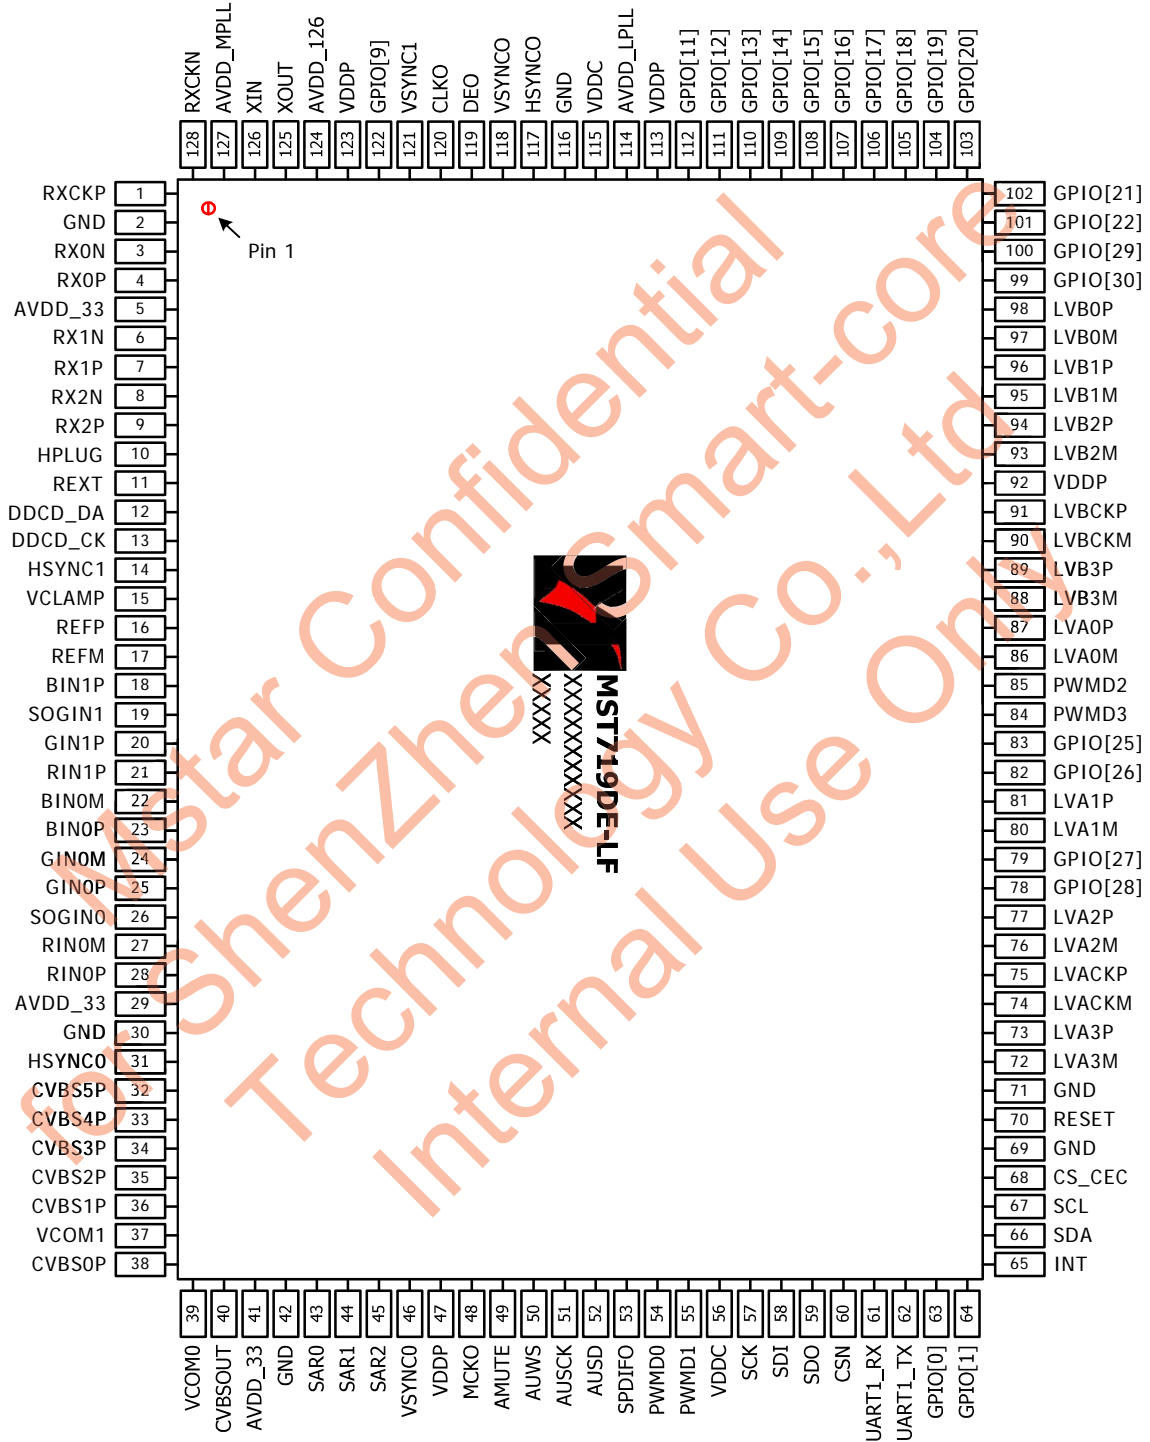 RXCKN
AVDD_MPLL
XIN
XOUT
AVDD_126
VDDP
GPIO[9]
VSYNC1
CLKO
DEO
VSYNCO
HSYNCO
GND
VDDC
AVDD_LPLL
VDDP
GPIO[11]
GPIO[12]
GPIO[13]
GPIO[14]
GPIO[15]
GPIO[16]
GPIO[17]
GPIO[18]
GPIO[19]
GPIO[20]
128
127
126
125
124
123
122
121
120
119
118
117
116
115
114
113
112
111
110
109
108
107
106
105
104
103
RXCKP 1
GND 2
RX0N 3
RX0P 4
AVDD_33 5
RX1N 6
RX1P 7
RX2N 8
RX2P 9
HPLUG 10
REXT 11
DDCD_DA 12
DDCD_CK 13
HSYNC1 14
VCLAMP 15
REFP 16
REFM 17
BIN1P 18
SOGIN1 19
GIN1P 20
RIN1P 21
BIN0M 22
BIN0P 23
GIN0M 24
GIN0P 25
SOGIN0 26
RIN0M 27
RIN0P 28
AVDD_33 29
GND 30
HSYNC0 31
CVBS5P 32
CVBS4P 33
CVBS3P 34
CVBS2P 35
CVBS1P 36
VCOM1 37
CVBS0P 38
Pin 1
MST719DE-LF
XXXXXXXXXXX
XXXXX
Mstar Confidential
for ShenZhen Smart-core
Technology Co.,Ltd
Internal Use Only
102 GPIO[21]
101 GPIO[22]
100 GPIO[29]
99 GPIO[30]
98 LVB0P
97 LVB0M
96 LVB1P
95 LVB1M
94 LVB2P
93 LVB2M
92 VDDP
91 LVBCKP
90 LVBCKM
89 LVB3P
88 LVB3M
87 LVA0P
86 LVA0M
85 PWMD2
84 PWMD3
83 GPIO[25]
82 GPIO[26]
81 LVA1P
80 LVA1M
79 GPIO[27]
78 GPIO[28]
77 LVA2P
76 LVA2M
75 LVACKP
74 LVACKM
73 LVA3P
72 LVA3M
71 GND
70 RESET
69 GND
68 CS_CEC
67 SCL
66 SDA
65 INT
39
40
41
42
43
44
45
46
47
48
49
50
51
52
53
54
55
56
57
58
59
60
61
62
63
64
VCOM0
CVBSOUT
AVDD_33
GND
SAR0
SAR1
SAR2
VSYNC0
VDDP
MCKO
AMUTE
AUWS
AUSCK
AUSD
SPDIFO
PWMD0
PWMD1
VDDC
SCK
SDI
SDO
CSN
UART1_RX
UART1_TX
GPIO[0]
GPIO[1]